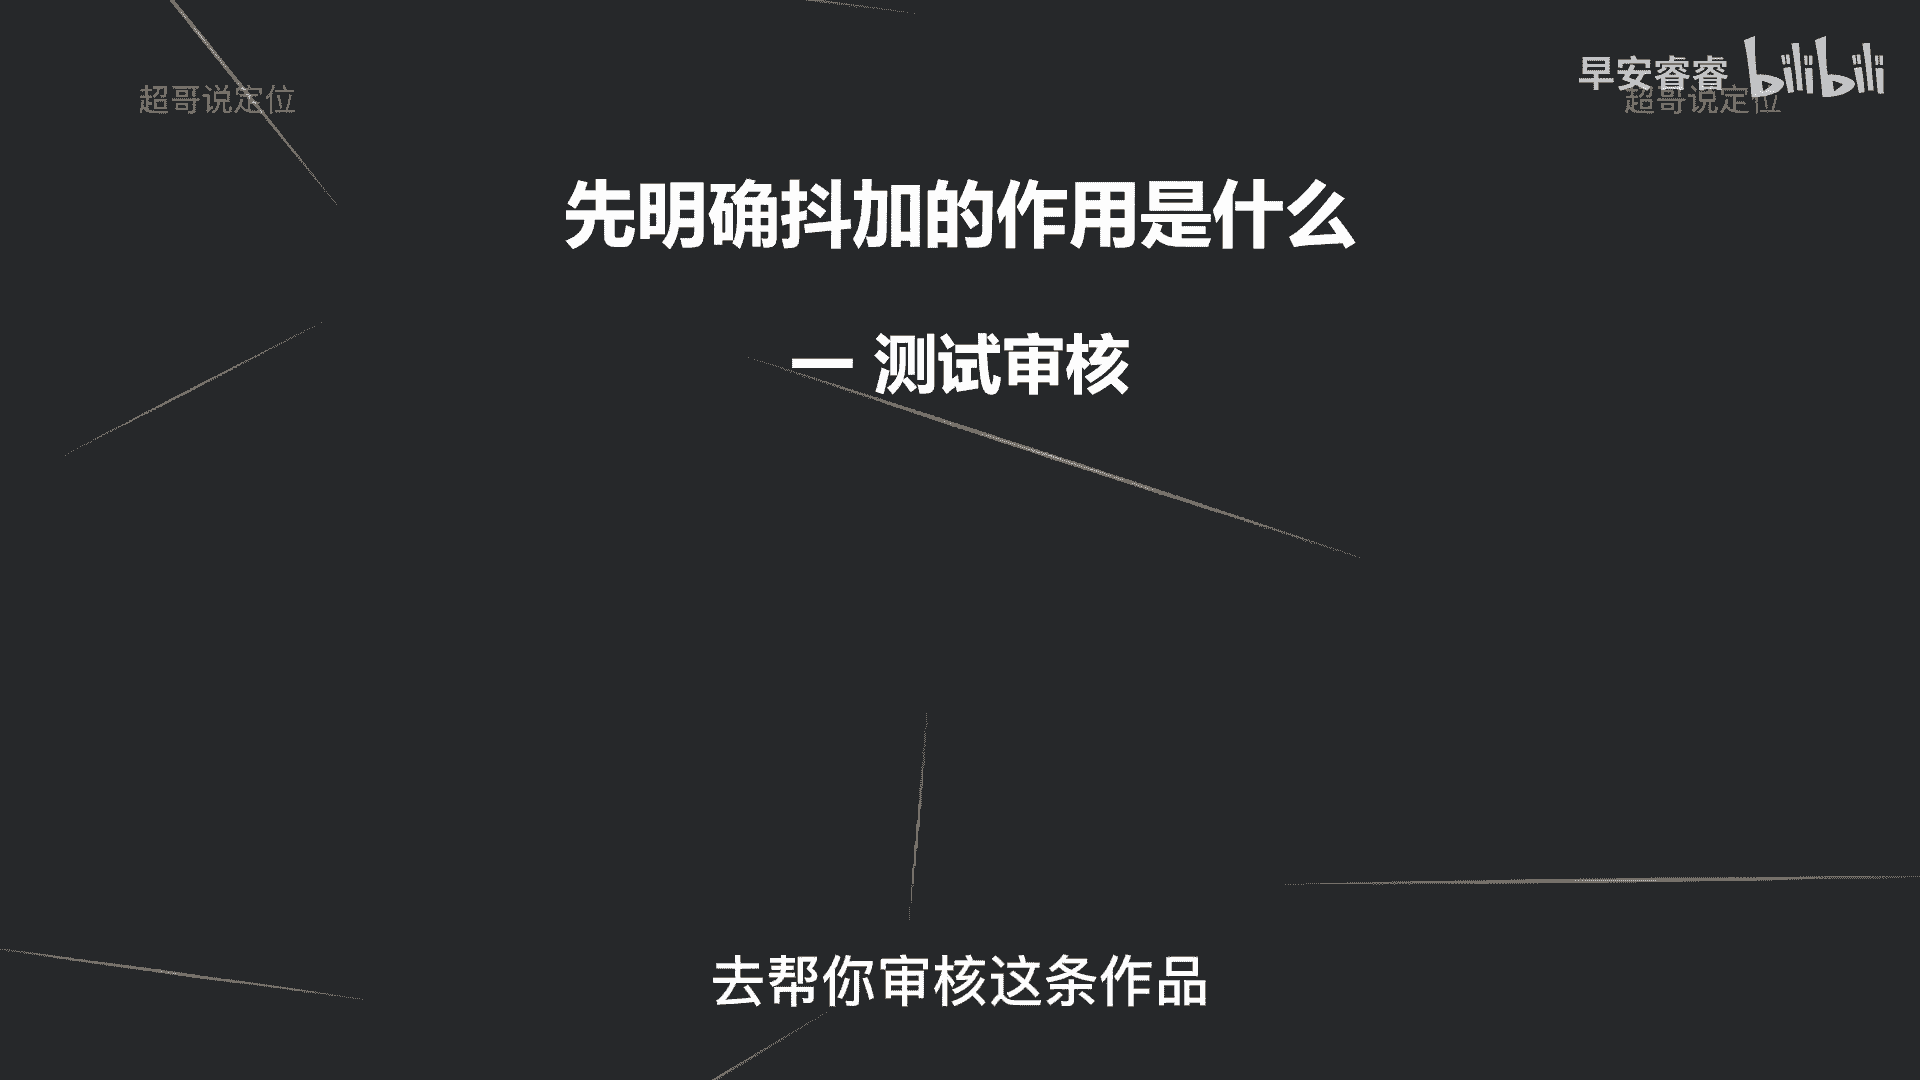 早安睿睿 bilibili
超哥说定位
超哥说定位
先明确抖加的作用是什么
一 测试审核
去帮你审核这条作品